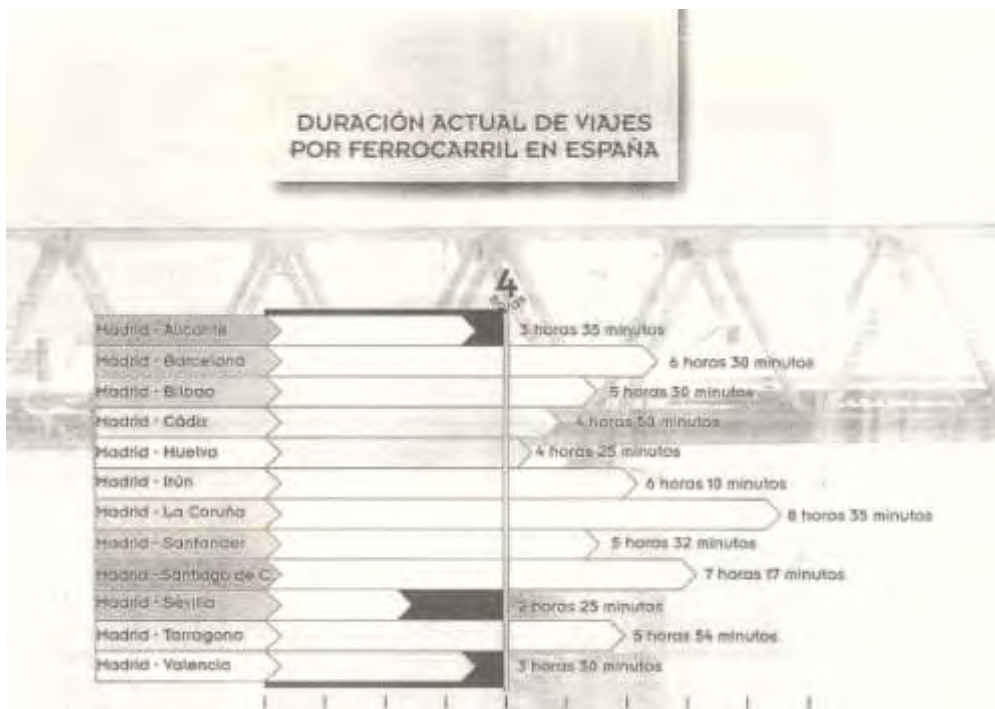 DURACIÓN ACTUAL DE VIAJES
POR FERROCARRIL EN ESPAÑA
4
horas
Madrid - Alicante 3 horas 35 minutos
Madrid - Barcelona 6 horas 30 minutos
Madrid - Bilbao 5 horas 30 minutos
Madrid - Cádiz 4 horas 50 minutos
Madrid - Huelva 4 horas 25 minutos
Madrid - Irún 6 horas 10 minutos
Madrid - La Coruña 8 horas 35 minutos
Madrid - Santander 5 horas 32 minutos
Madrid - Santiago de C. 7 horas 17 minutos
Madrid - Sevilla 2 horas 25 minutos
Madrid - Tarragona 5 horas 54 minutos
Madrid - Valencia 3 horas 30 minutos